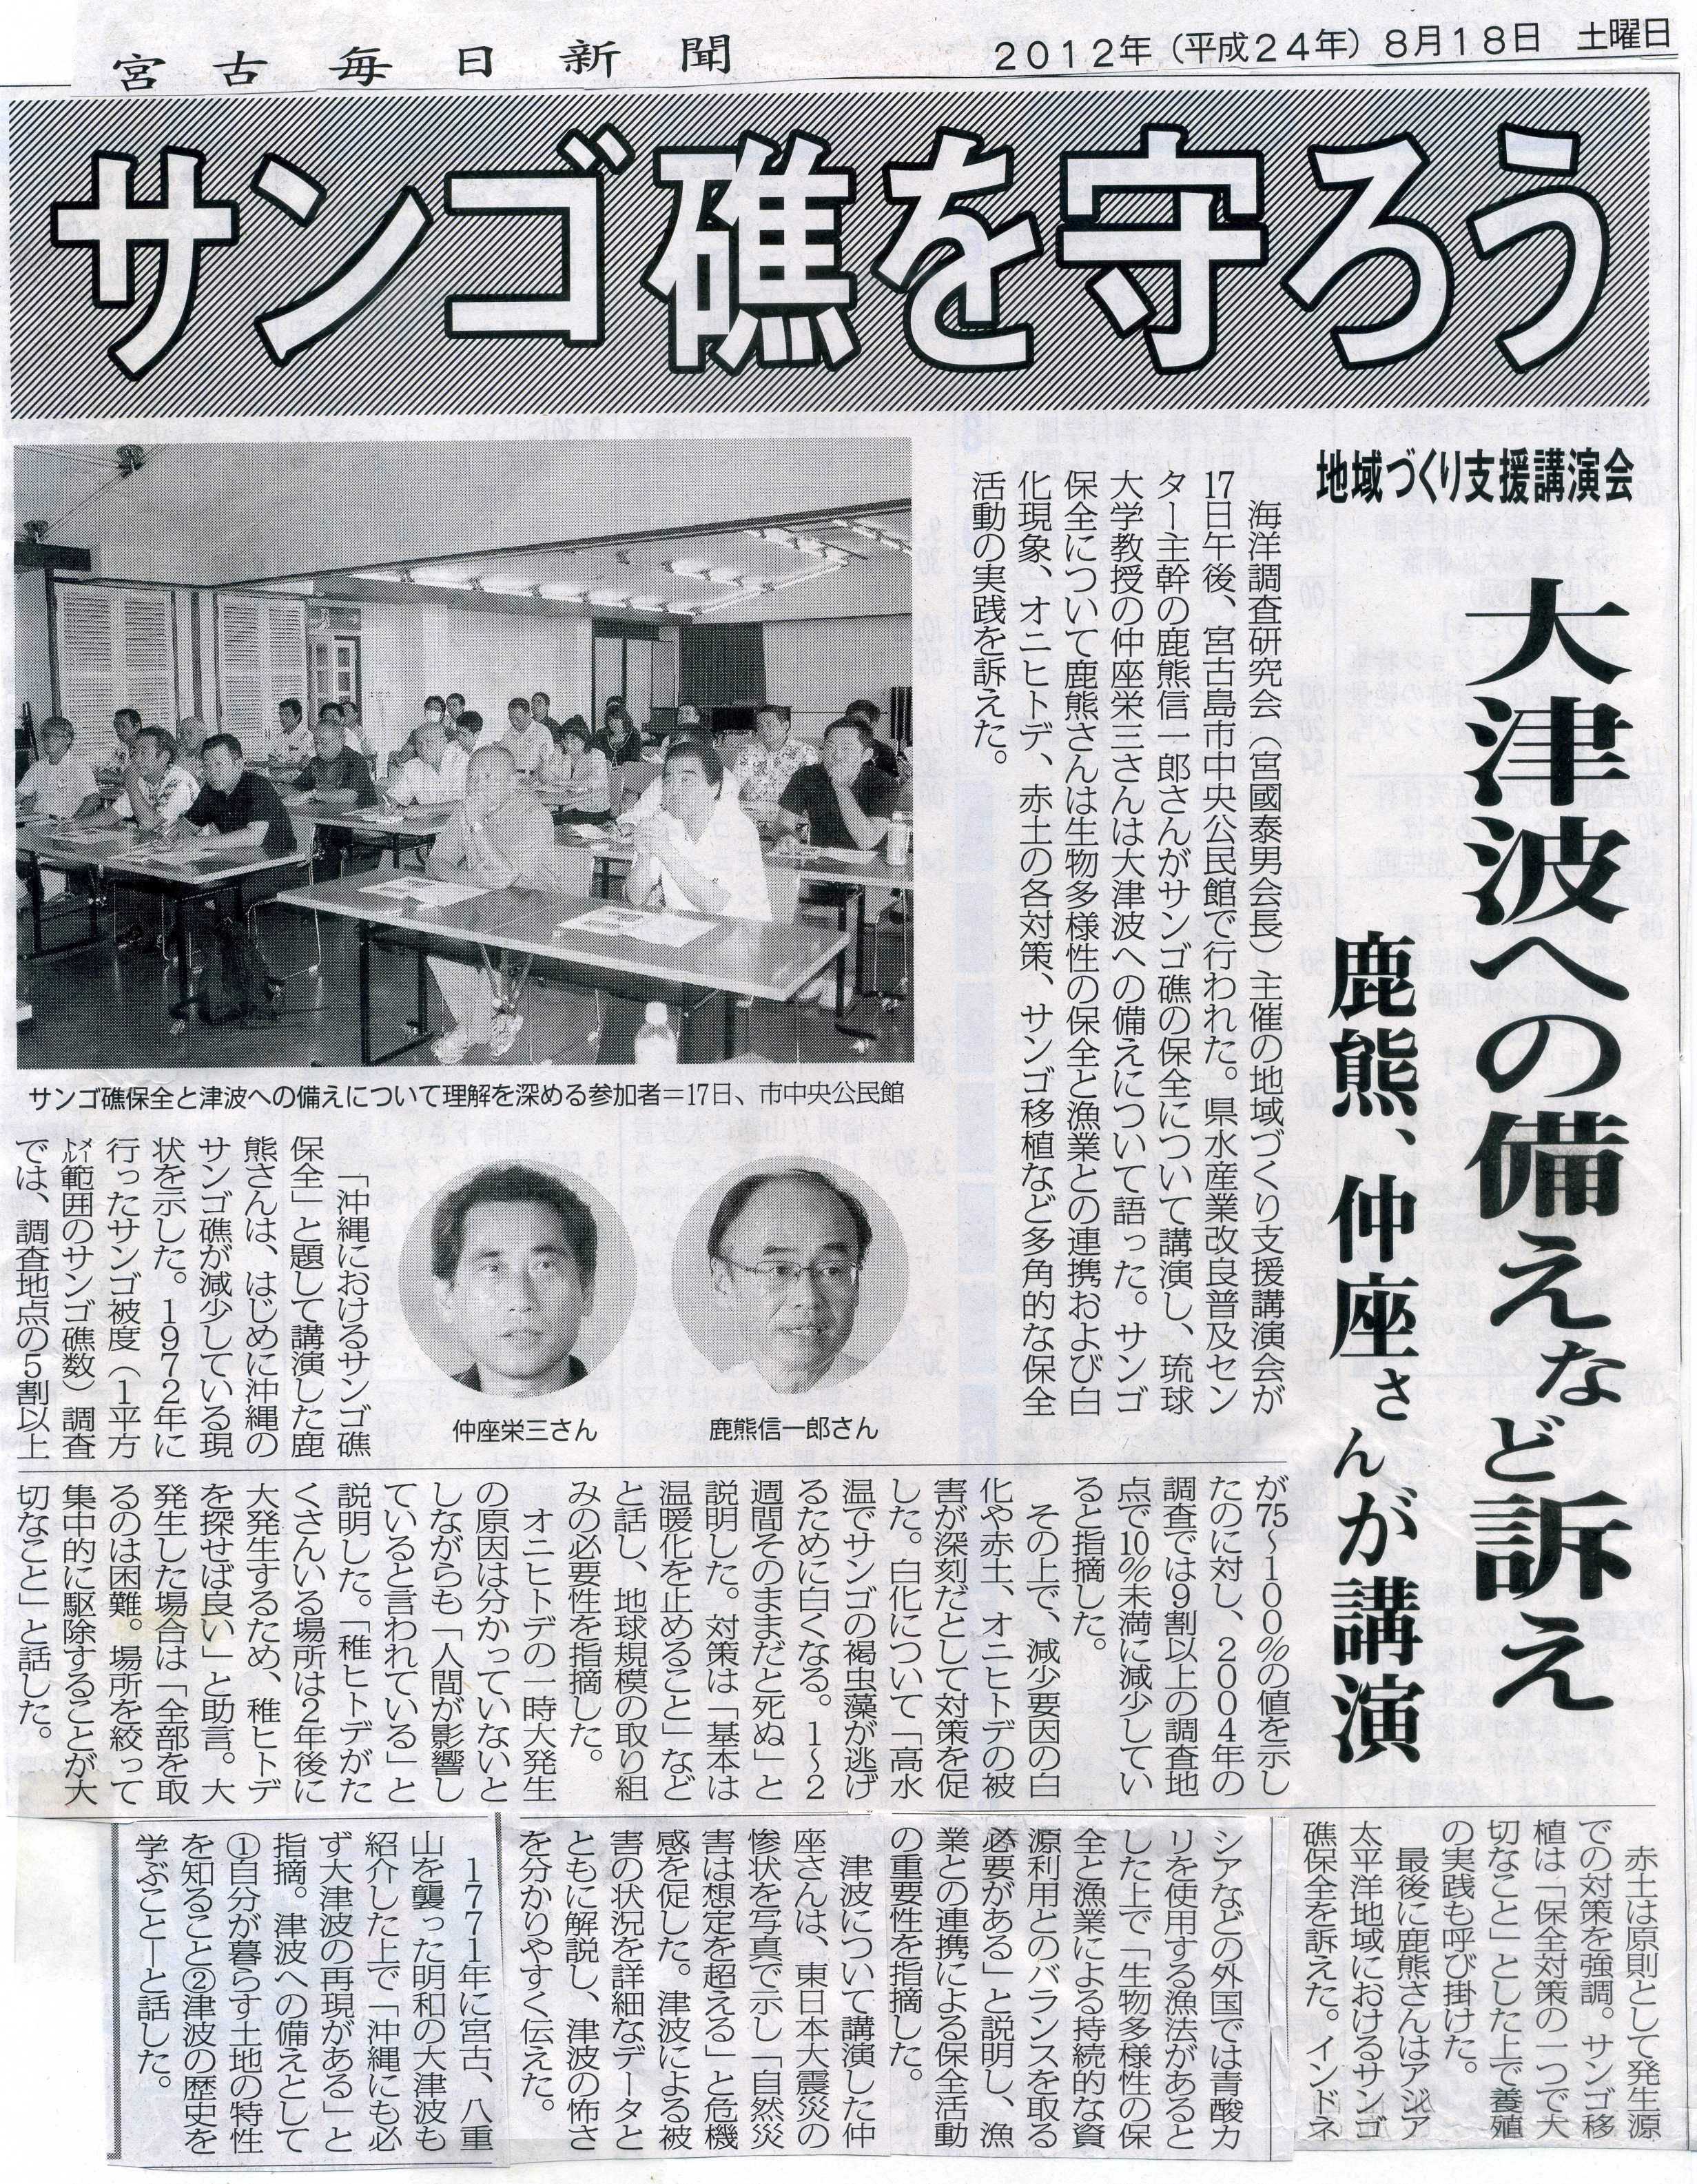 宮古毎日新聞
2012年（平成24年）8月18日　土曜日
サンゴ礁を守ろう
地域づくり支援講演会
大津波への備えなど訴え
鹿熊、仲座さんが講演
　海洋調査研究会（宮國泰男会長）主催の地域づくり支援講演会が
17日午後、宮古島市中央公民館で行われた。県水産業改良普及セン
ター主幹の鹿熊信一郎さんがサンゴ礁の保全について講演し、琉球
大学教授の仲座栄三さんは大津波への備えについて語った。サンゴ
保全について鹿熊さんは生物多様性の保全と漁業との連携および白
化現象、オニヒトデ、赤土の各対策、サンゴ移植など多角的な保全
活動の実践を訴えた。
サンゴ礁保全と津波への備えについて理解を深める参加者＝17日、市中央公民館
鹿熊信一郎さん
仲座栄三さん
　「沖縄におけるサンゴ礁
保全」と題して講演した鹿
熊さんは、はじめに沖縄の
サンゴ礁が減少している現
状を示した。1972年に
行ったサンゴ被度（1平方
㍍範囲のサンゴ礁数）調査
では、調査地点の5割以上
が75〜100％の値を示し
たのに対し、2004年の
調査では9割以上の調査地
点で10％未満に減少してい
ると指摘した。
　その上で、減少要因の白
化や赤土、オニヒトデの被
害が深刻だとして対策を促
した。白化について「高水
温でサンゴの褐虫藻が逃げ
るために白くなる。1〜2
週間そのままだと死ぬ」と
説明した。対策は「基本は
温暖化を止めること」など
と話し、地球規模の取り組
みの必要性を指摘した。
　オニヒトデの一時大発生
の原因は分かっていないと
しながらも「人間が影響し
ていると言われている」と
説明した。「稚ヒトデがた
くさんいる場所は2年後に
大発生するため、稚ヒトデ
を探せば良い」と助言。大
発生した場合は「全部を取
るのは困難。場所を絞って
集中的に駆除することが大
切なこと」と話した。
　赤土は原則として発生源
での対策を強調。サンゴ移
植は「保全対策の一つで大
切なこと」とした上で養殖
の実践も呼び掛けた。
　最後に鹿熊さんはアジア
太平洋地域におけるサンゴ
礁保全を訴えた。インドネ
シアなどの外国では青酸カ
リを使用する漁法があると
した上で「生物多様性の保
全と漁業による持続的な資
源利用とのバランスを取る
必要がある」と説明し、漁
業との連携による保全活動
の重要性を指摘した。
　津波について講演した仲
座さんは、東日本大震災の
惨状を写真で示し「自然災
害は想定を超える」と危機
感を促した。津波による被
害の状況を詳細なデータと
ともに解説し、津波の怖さ
を分かりやすく伝えた。
　1771年に宮古、八重
山を襲った明和の大津波も
紹介した上で「沖縄にも必
ず大津波の再現がある」と
指摘。津波への備えとして
①自分が暮らす土地の特性
を知ること②津波の歴史を
学ぶこと―と話した。